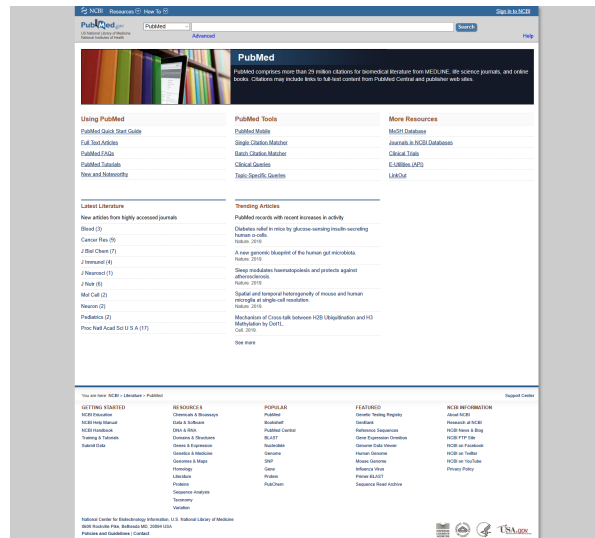 NCBI Resources How To Sign in to NCBI
PubMed.gov
US National Library of Medicine
National Institutes of Health
PubMed
Search
Advanced
Help
PubMed
PubMed comprises more than 29 million citations for biomedical literature from MEDLINE, life science journals, and online
books. Citations may include links to full-text content from PubMed Central and publisher web sites.
Using PubMed
PubMed Quick Start Guide
Full Text Articles
PubMed FAQs
PubMed Tutorials
New and Noteworthy
PubMed Tools
PubMed Mobile
Single Citation Matcher
Batch Citation Matcher
Clinical Queries
Topic-Specific Queries
More Resources
MeSH Database
Journals in NCBI Databases
Clinical Trials
E-Utilities (API)
LinkOut
Latest Literature
New articles from highly accessed journals
Blood (3)
Cancer Res (9)
J Biol Chem (7)
J Immunol (4)
J Neurosci (1)
J Nutr (6)
Mol Cell (2)
Neuron (2)
Pediatrics (2)
Proc Natl Acad Sci U S A (17)
Trending Articles
PubMed records with recent increases in activity
Diabetes relief in mice by glucose-sensing insulin-secreting
human α-cells.
Nature. 2019.
A new genomic blueprint of the human gut microbiota.
Nature. 2019.
Sleep modulates haematopoiesis and protects against
atherosclerosis.
Nature. 2019.
Spatial and temporal heterogeneity of mouse and human
microglia at single-cell resolution.
Nature. 2019.
Mechanism of Cross-talk between H2B Ubiquitination and H3
Methylation by Dot1L.
Cell. 2019.
See more
You are here: NCBI > Literature > PubMed
Support Center
GETTING STARTED
NCBI Education
NCBI Help Manual
NCBI Handbook
Training & Tutorials
Submit Data
RESOURCES
Chemicals & Bioassays
Data & Software
DNA & RNA
Domains & Structures
Genes & Expression
Genetics & Medicine
Genomes & Maps
Homology
Literature
Proteins
Sequence Analysis
Taxonomy
Variation
POPULAR
PubMed
Bookshelf
PubMed Central
BLAST
Nucleotide
Genome
SNP
Gene
Protein
PubChem
FEATURED
Genetic Testing Registry
GenBank
Reference Sequences
Gene Expression Omnibus
Genome Data Viewer
Human Genome
Mouse Genome
Influenza Virus
Primer-BLAST
Sequence Read Archive
NCBI INFORMATION
About NCBI
Research at NCBI
NCBI News & Blog
NCBI FTP Site
NCBI on Facebook
NCBI on Twitter
NCBI on YouTube
Privacy Policy
National Center for Biotechnology Information, U.S. National Library of Medicine
8600 Rockville Pike, Bethesda MD, 20894 USA
Policies and Guidelines | Contact
USA.gov